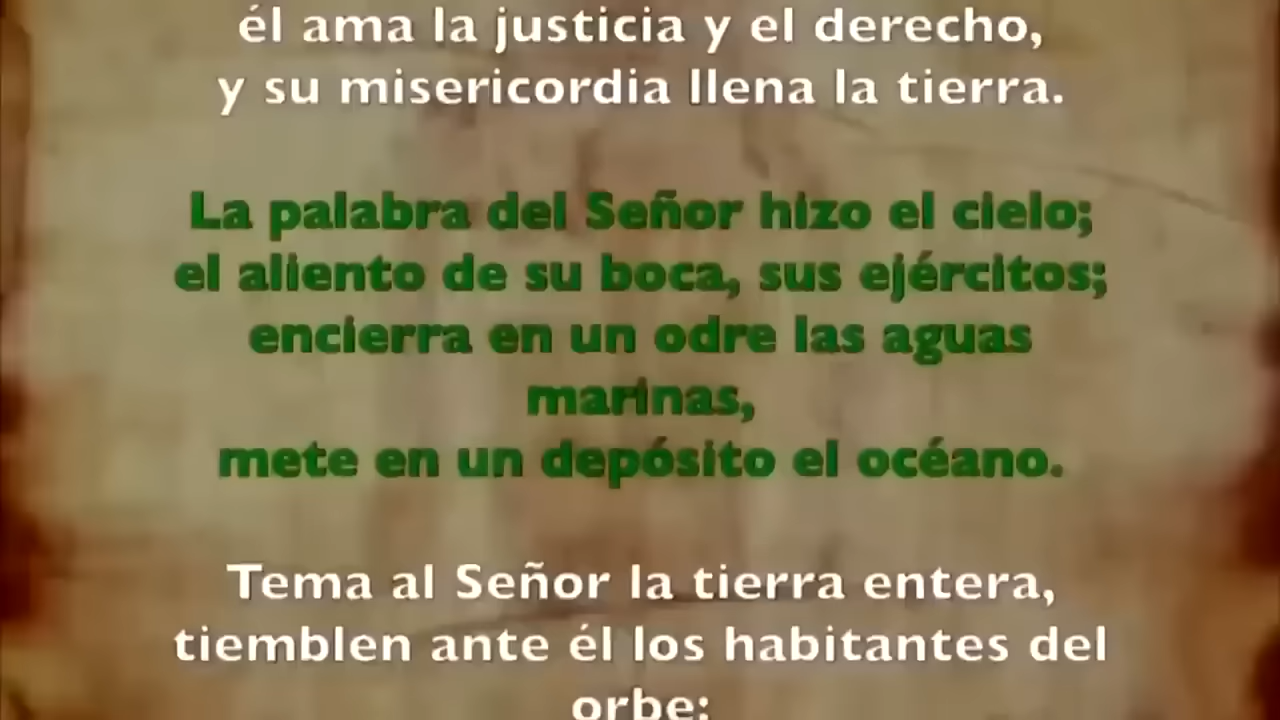 él ama la justicia y el derecho,
y su misericordia llena la tierra.
La palabra del Señor hizo el cielo;
el aliento de su boca, sus ejércitos;
encierra en un odre las aguas
marinas,
mete en un depósito el océano.
Tema al Señor la tierra entera,
tiemblen ante él los habitantes del
orbe: